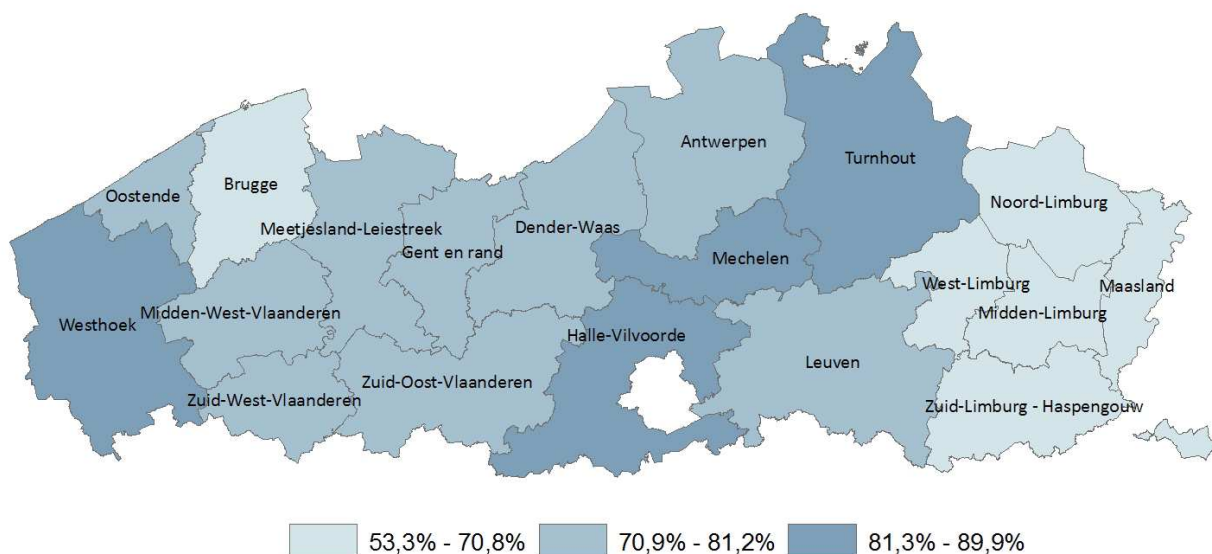 Antwerpen
Turnhout
Brugge
Oostende
Noord-Limburg
Meetjesland-Leiestreek
Dender-Waas
Gent en rand
Mechelen
West-Limburg
Maasland
Midden-West-Vlaanderen
Midden-Limburg
Westhoek
Halle-Vilvoorde
Leuven
Zuid-Oost-Vlaanderen
Zuid-West-Vlaanderen
Zuid-Limburg - Haspengouw
53,3% - 70,8% 70,9% - 81,2% 81,3% - 89,9%